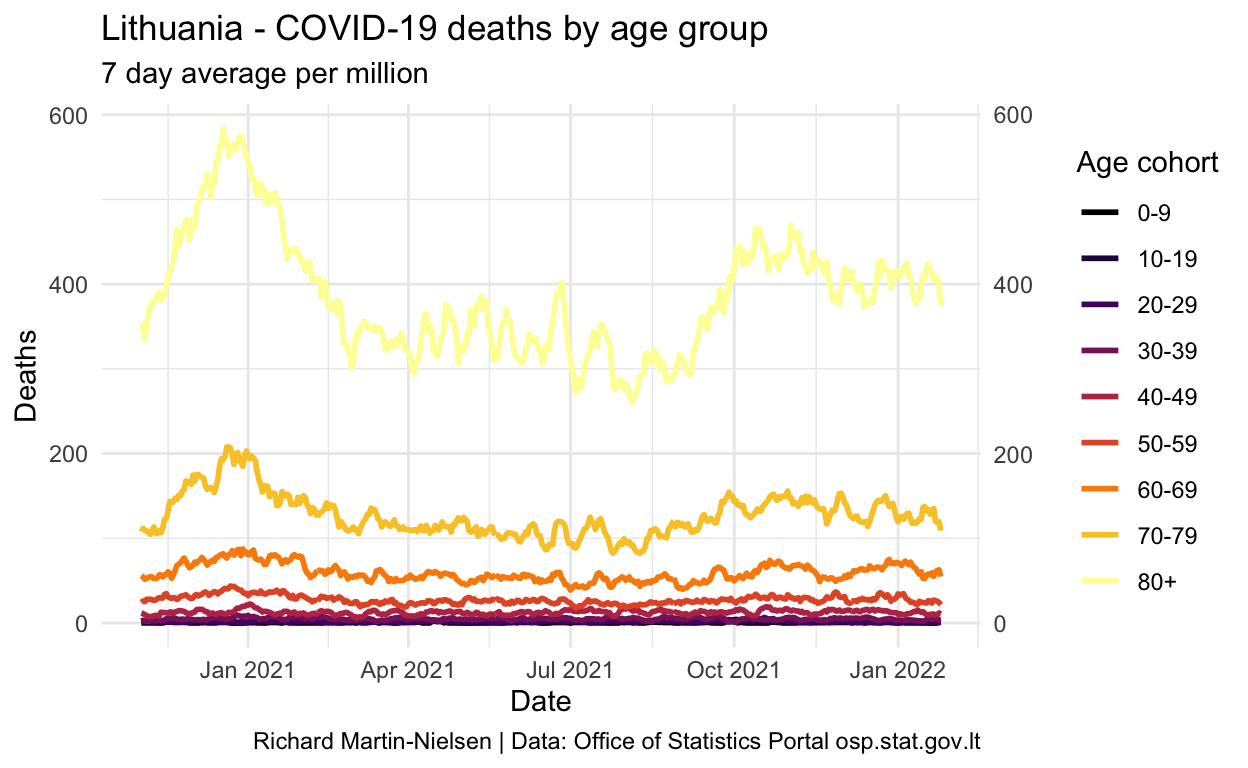 Lithuania - COVID-19 deaths by age group
7 day average per million
600
400
200
0
Deaths
600
400
200
0
Jan 2021 Apr 2021 Jul 2021 Oct 2021 Jan 2022
Date
Age cohort
0-9
10-19
20-29
30-39
40-49
50-59
60-69
70-79
80+
Richard Martin-Nielsen | Data: Office of Statistics Portal osp.stat.gov.lt